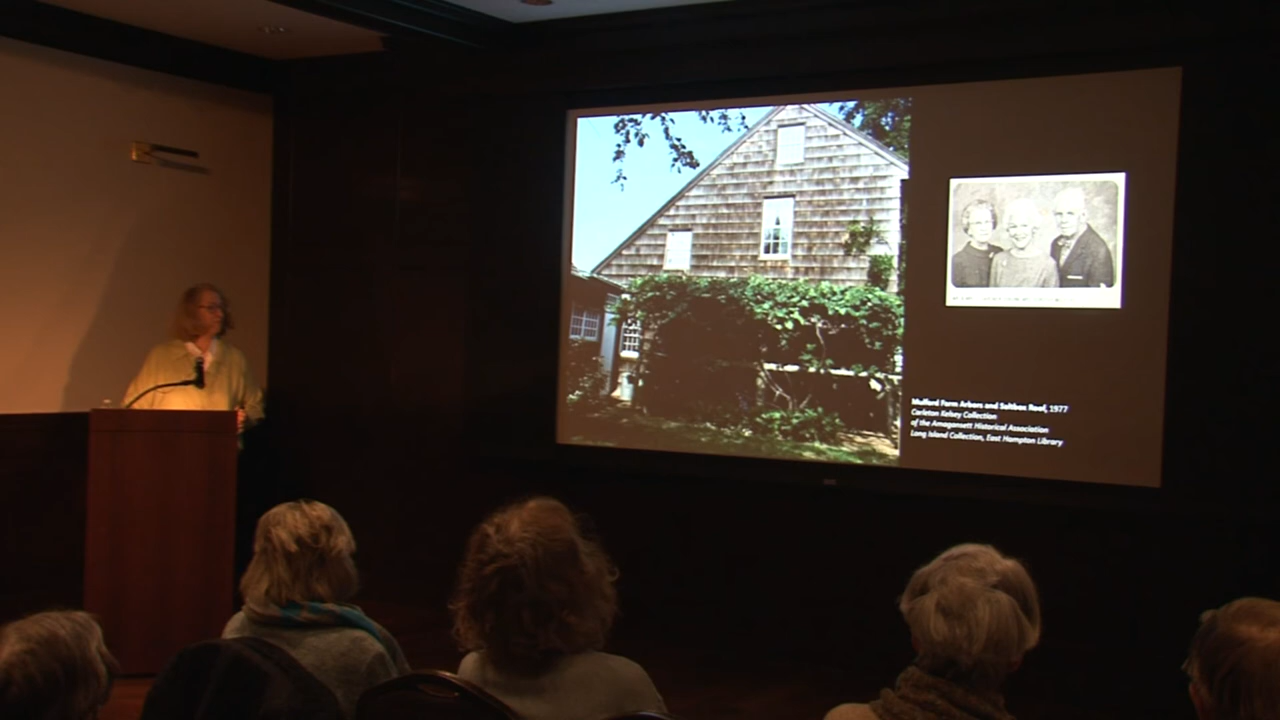 Mulford Farm Arbors and Saltbox Roof, 1977
Carleton Kelsey Collection
of the Amagansett Historical Association
Long Island Collection, East Hampton Library